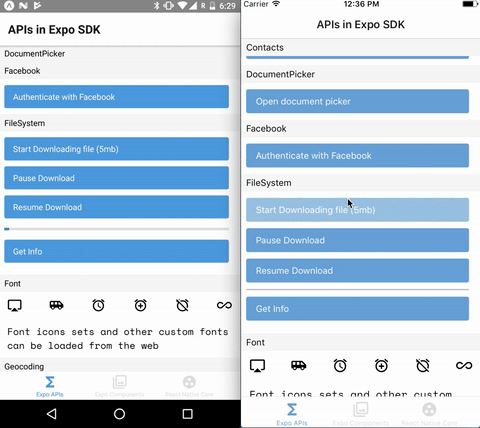 6:29
APIs in Expo SDK
DocumentPicker
Facebook
Authenticate with Facebook
FileSystem
Start Downloading file (5mb)
Pause Download
Resume Download
Get Info
Font
Font icons sets and other custom fonts
can be loaded from the web
Geocoding
Expo APIs
Expo Components
React Native Core
Carrier
12:36 PM
APIs in Expo SDK
Contacts
DocumentPicker
Open document picker
Facebook
Authenticate with Facebook
FileSystem
Start Downloading file (5mb)
Pause Download
Resume Download
Get Info
Font
Font icons sets and other custom
Expo APIs
Expo Components
React Native Core